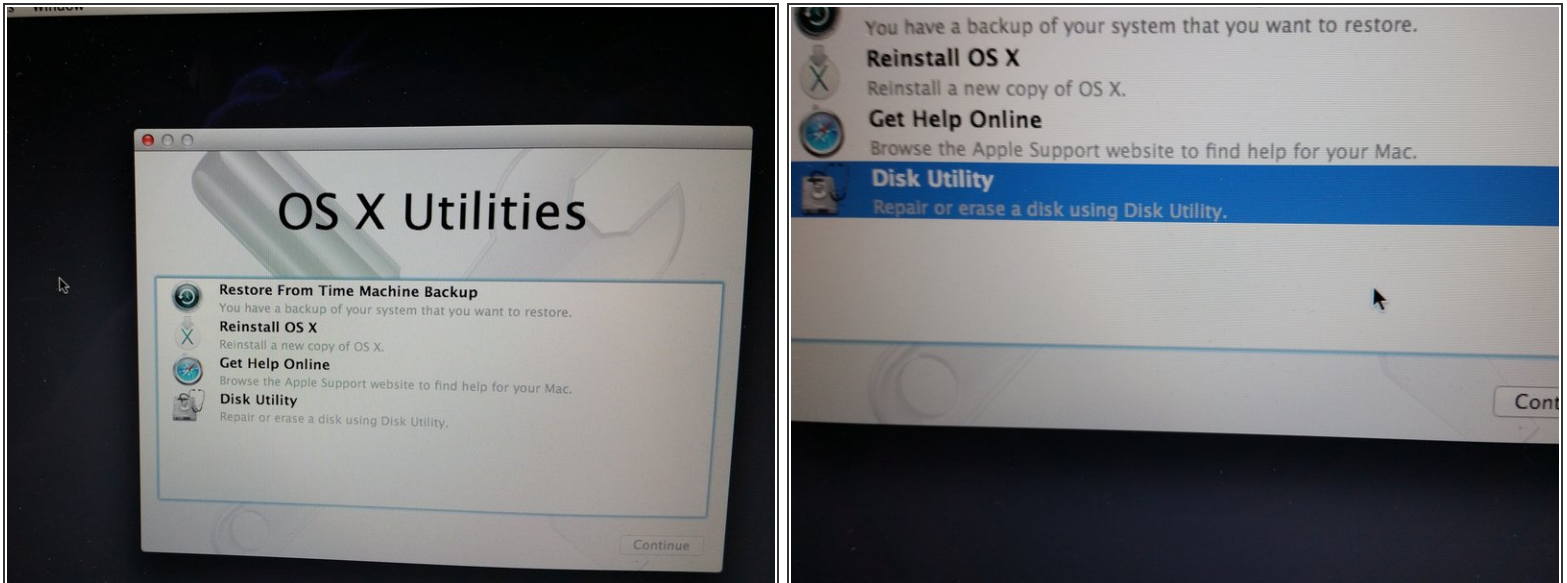 Window
OS X Utilities
Restore From Time Machine Backup
You have a backup of your system that you want to restore.
Reinstall OS X
Reinstall a new copy of OS X.
Get Help Online
Browse the Apple Support website to find help for your Mac.
Disk Utility
Repair or erase a disk using Disk Utility.
Continue
You have a backup of your system that you want to restore.
Reinstall OS X
Reinstall a new copy of OS X.
Get Help Online
Browse the Apple Support website to find help for your Mac.
Disk Utility
Repair or erase a disk using Disk Utility.
Cont